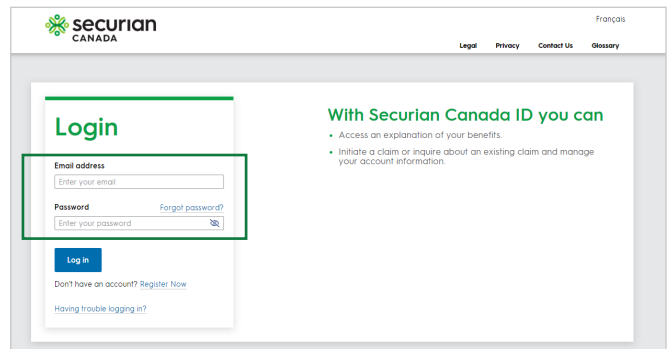 securian
CANADA
Français
Legal Privacy Contact Us Glossary
Login
Email address
Enter your email
Password Forgot password?
Enter your password
Log in
Don't have an account? Register Now
Having trouble logging in?
With Securian Canada ID you can
• Access an explanation of your benefits.
• Initiate a claim or inquire about an existing claim and manage
your account information.